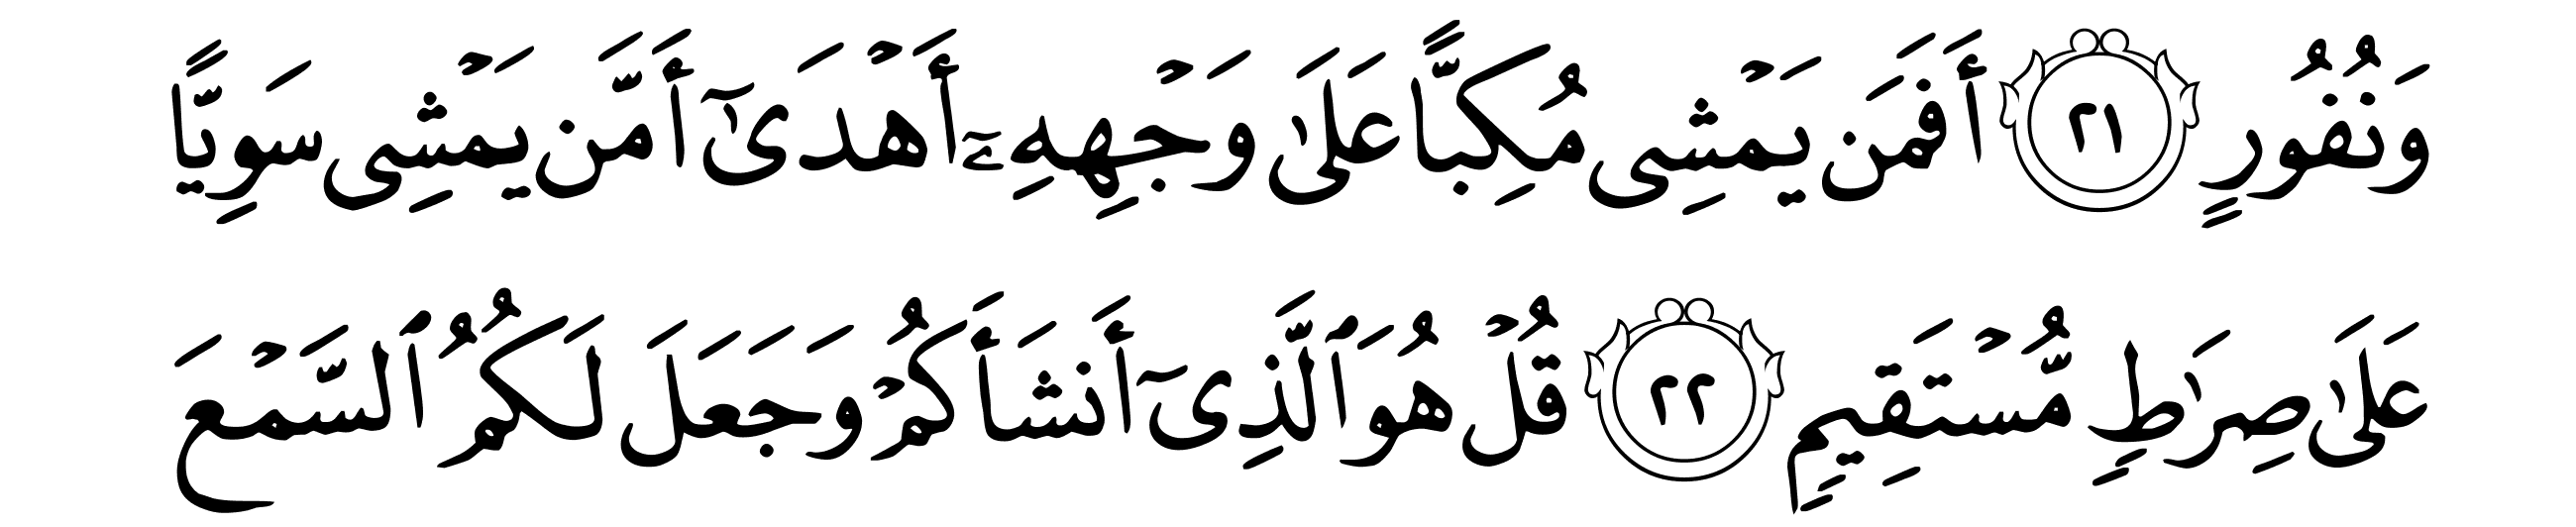 وَنُفُورٍ ٢١ أَفَمَن يَمۡشِى مُكِبًّا عَلَىٰ وَجۡهِهِۦٓ أَهۡدَىٰٓ أَمَّن يَمۡشِى سَوِيًّا
عَلَىٰ صِرَٰطٍ مُّسۡتَقِيمٍ ٢٢ قُلۡ هُوَ ٱلَّذِىٓ أَنشَأَكُمۡ وَجَعَلَ لَكُمُ ٱلسَّمۡعَ